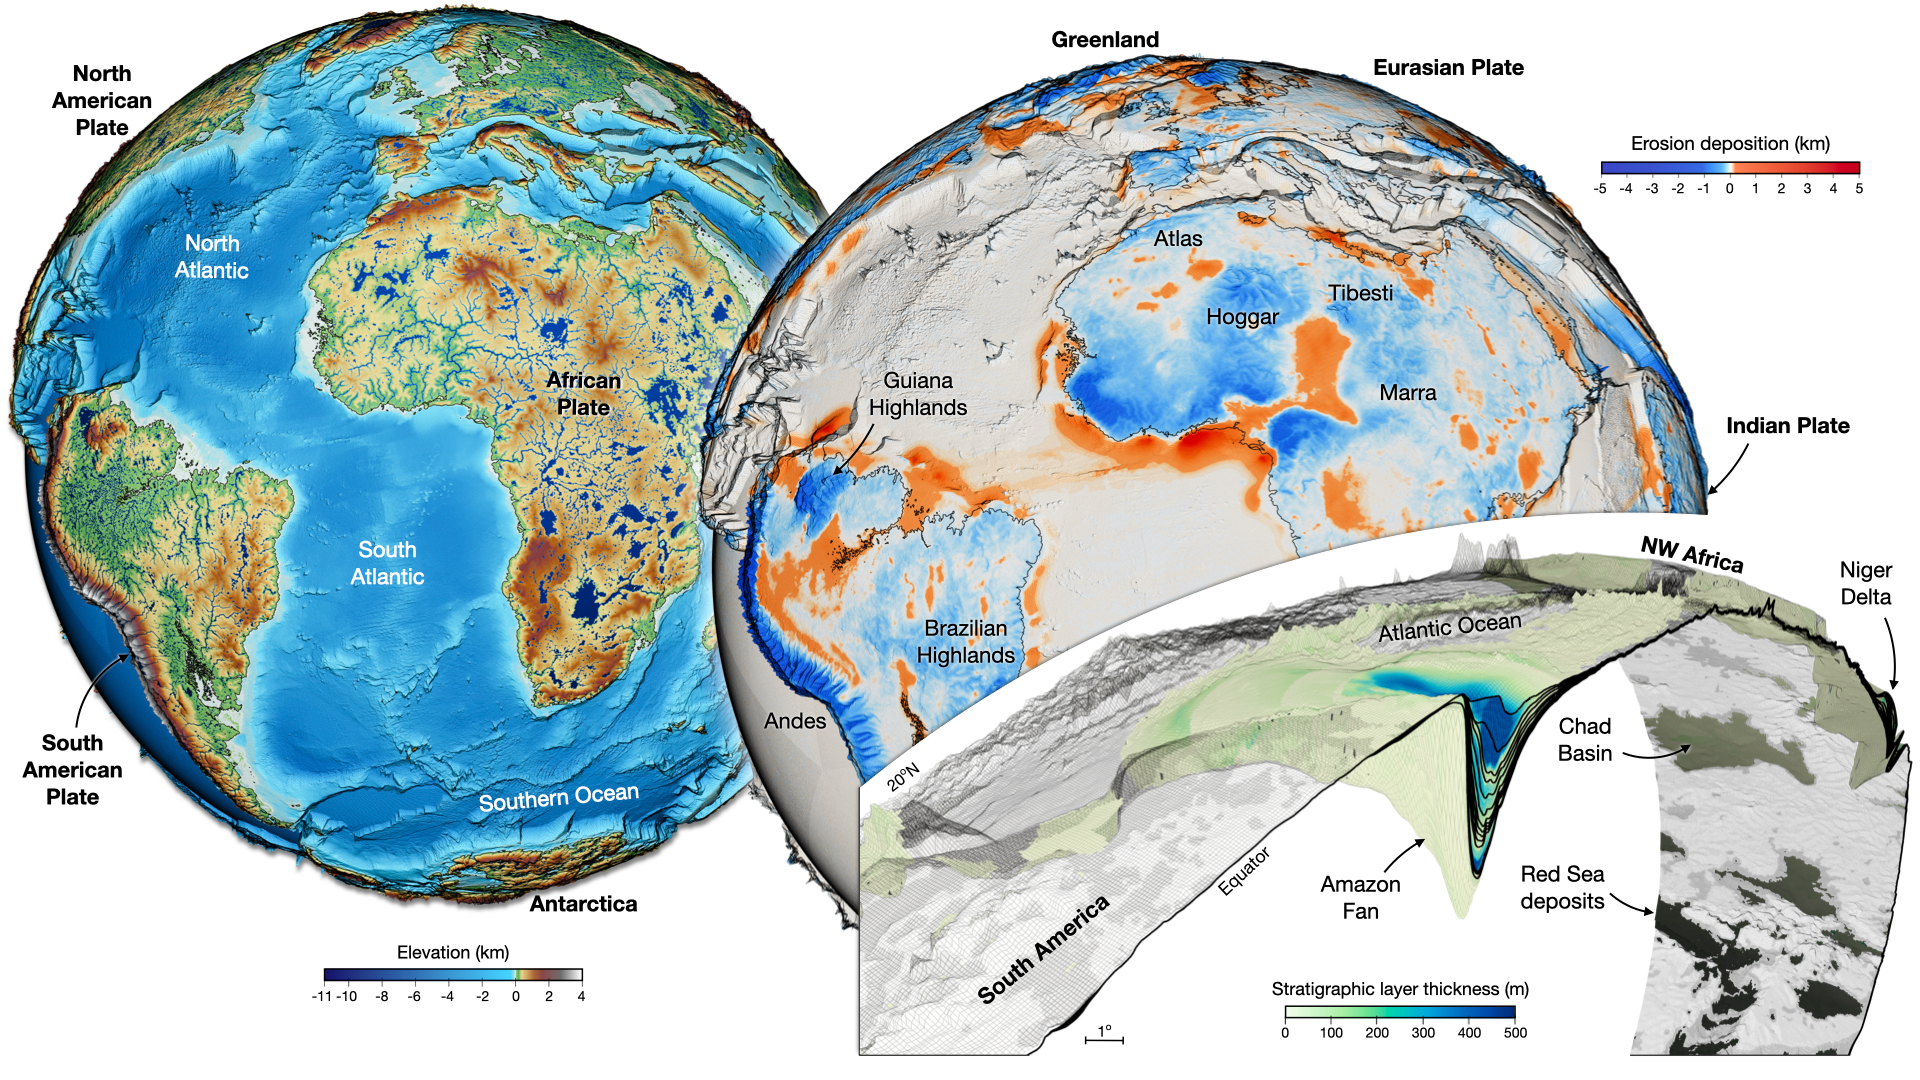 North
American
Plate
North
Atlantic
African
Plate
South
Atlantic
South
American
Plate
Southern Ocean
Antarctica
Elevation (km)
-11 -10 -8 -6 -4 -2 0 2 4
Greenland
Eurasian Plate
Erosion deposition (km)
-5 -4 -3 -2 -1 0 1 2 3 4 5
Atlas
Tibesti
Hoggar
Marra
Guiana
Highlands
Indian Plate
Brazilian
Highlands
Andes
NW Africa
Niger
Delta
Atlantic Ocean
Chad
Basin
20°N
Equator
Amazon
Fan
Red Sea
deposits
South America
1°
Stratigraphic layer thickness (m)
0 100 200 300 400 500